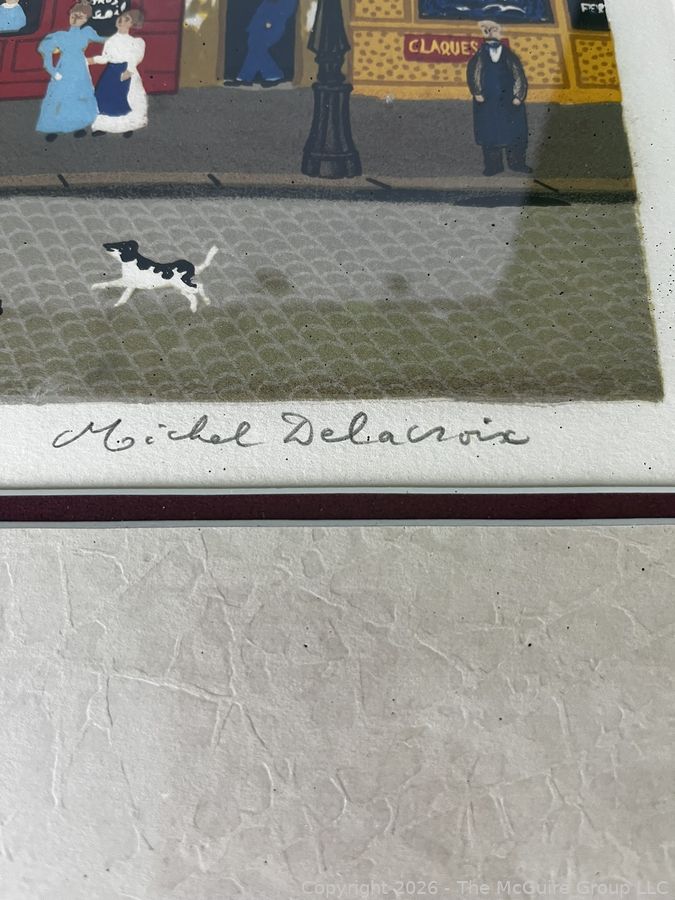 CLAQUES
Michel Delacroix
Copyright 2026 - The McGuire Group LLC